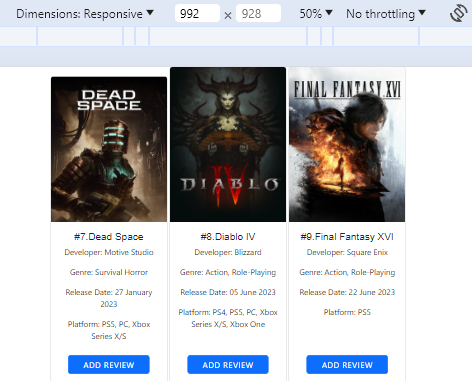 Dimensions: Responsive ▼ 992 × 928 50% ▼ No throttling ▼
DEAD
SPACE
DIABLO
IV
FINAL FANTASY XVI
#7.Dead Space
Developer: Motive Studio
Genre: Survival Horror
Release Date: 27 January
2023
Platform: PS5, PC, Xbox
Series X/S
ADD REVIEW
#8.Diablo IV
Developer: Blizzard
Genre: Action, Role-Playing
Release Date: 05 June 2023
Platform: PS4, PS5, PC, Xbox
Series X/S, Xbox One
ADD REVIEW
#9.Final Fantasy XVI
Developer: Square Enix
Genre: Action, Role-Playing
Release Date: 22 June 2023
Platform: PS5
ADD REVIEW